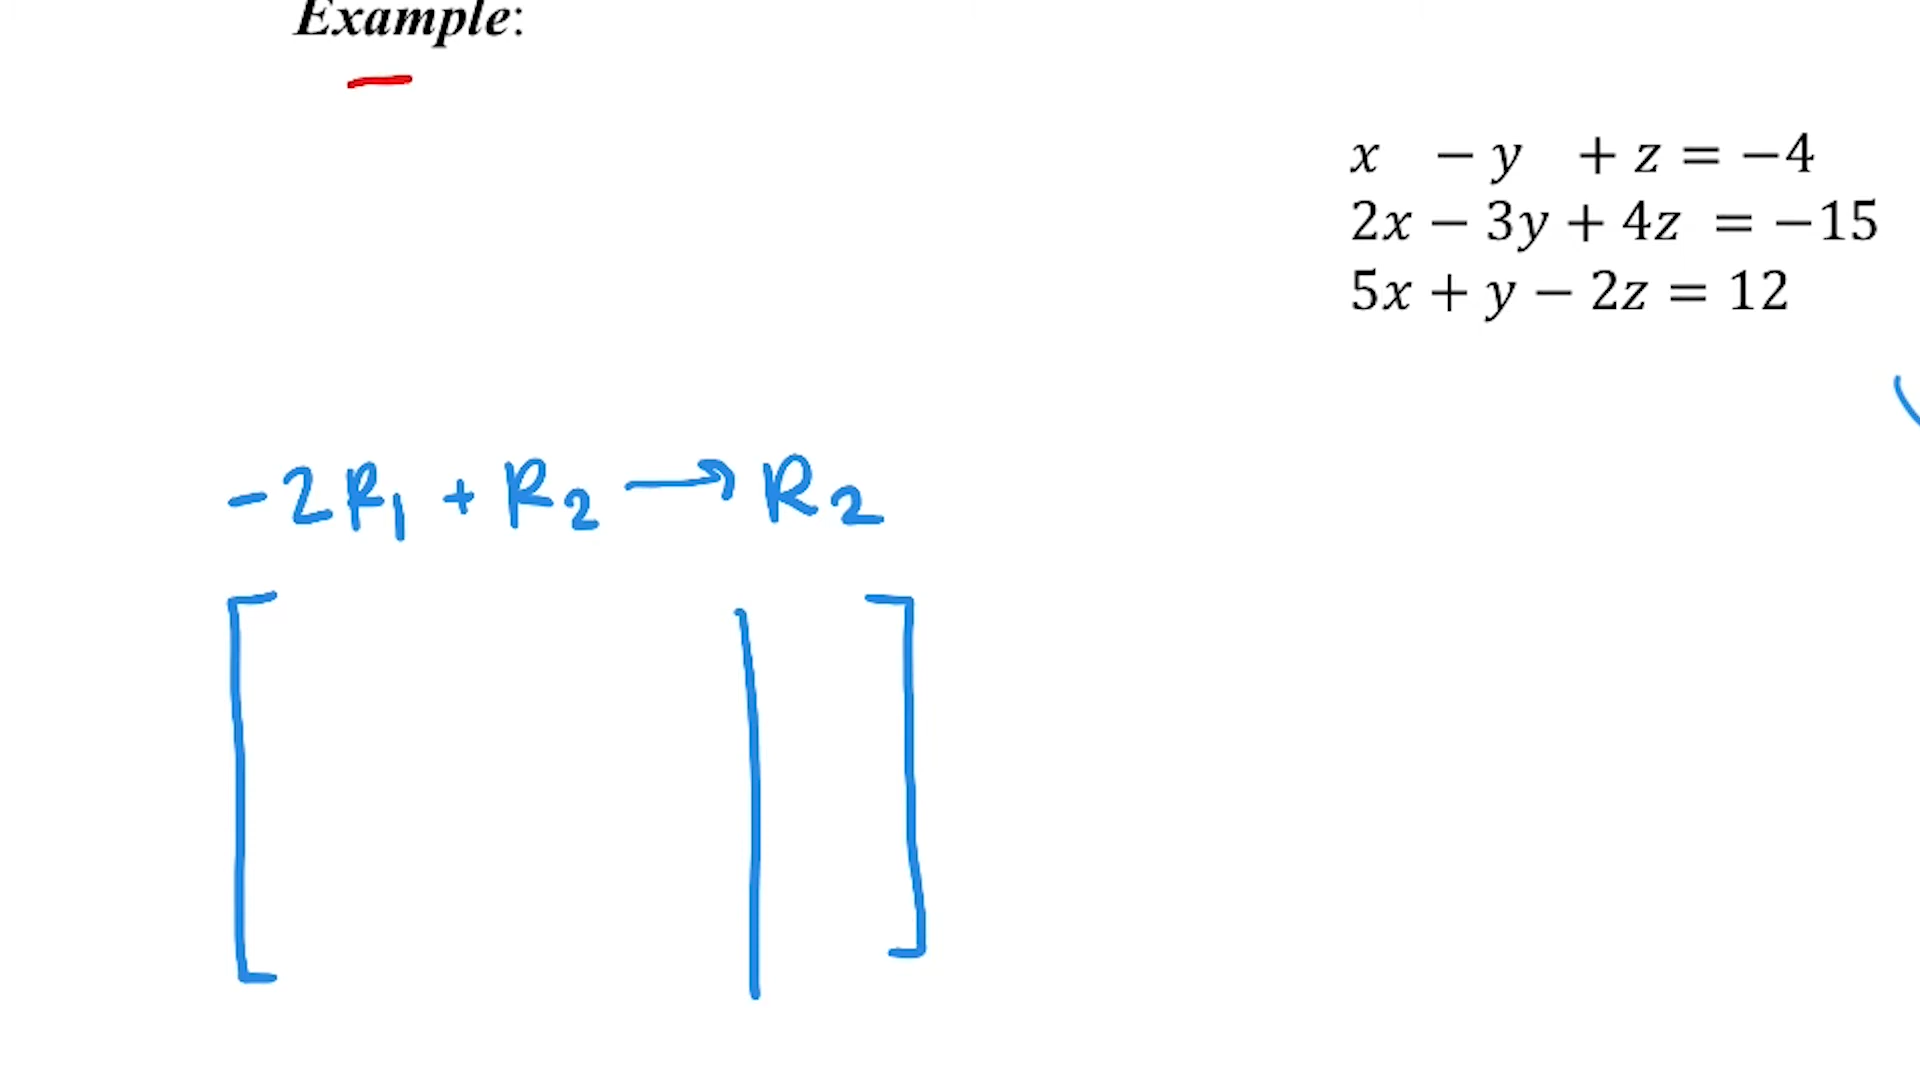 Example:
x − y + z = −4
2x − 3y + 4z = −15
5x + y − 2z = 12
-2R₁ + R₂ → R₂